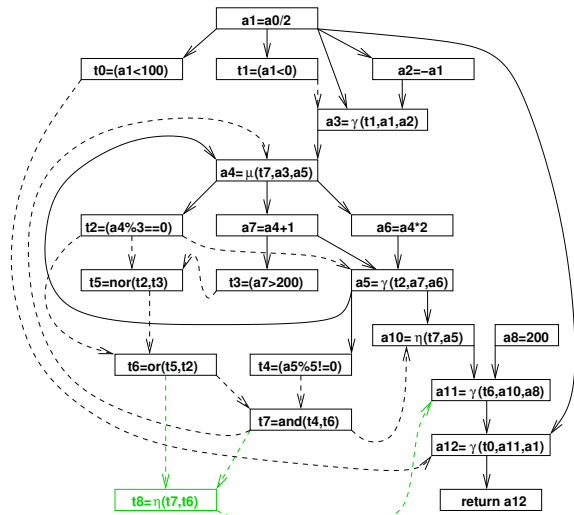 a1=a0/2
t0=(a1<100)
t1=(a1<0)
a2=−a1
a3=γ(t1,a1,a2)
a4=μ(t7,a3,a5)
t2=(a4%3==0)
a7=a4+1
a6=a4*2
t5=nor(t2,t3)
t3=(a7>200)
a5=γ(t2,a7,a6)
a10=η(t7,a5)
a8=200
t6=or(t5,t2)
t4=(a5%5!=0)
a11=γ(t6,a10,a8)
t7=and(t4,t6)
a12=γ(t0,a11,a1)
t8=η(t7,t6)
return a12